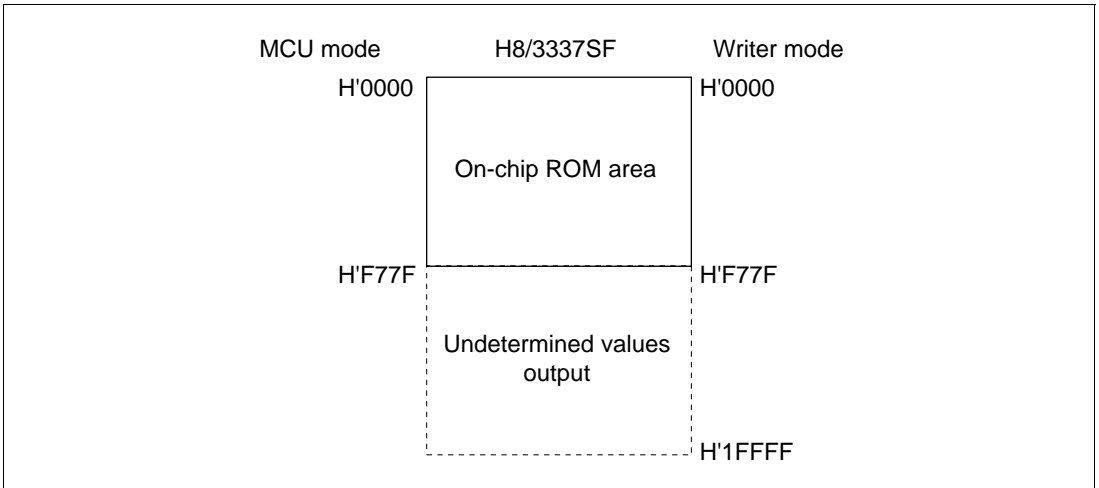 MCU mode H8/3337SF Writer mode
H'0000 H'0000
On-chip ROM area
H'F77F H'F77F
Undetermined values
output
H'1FFFF